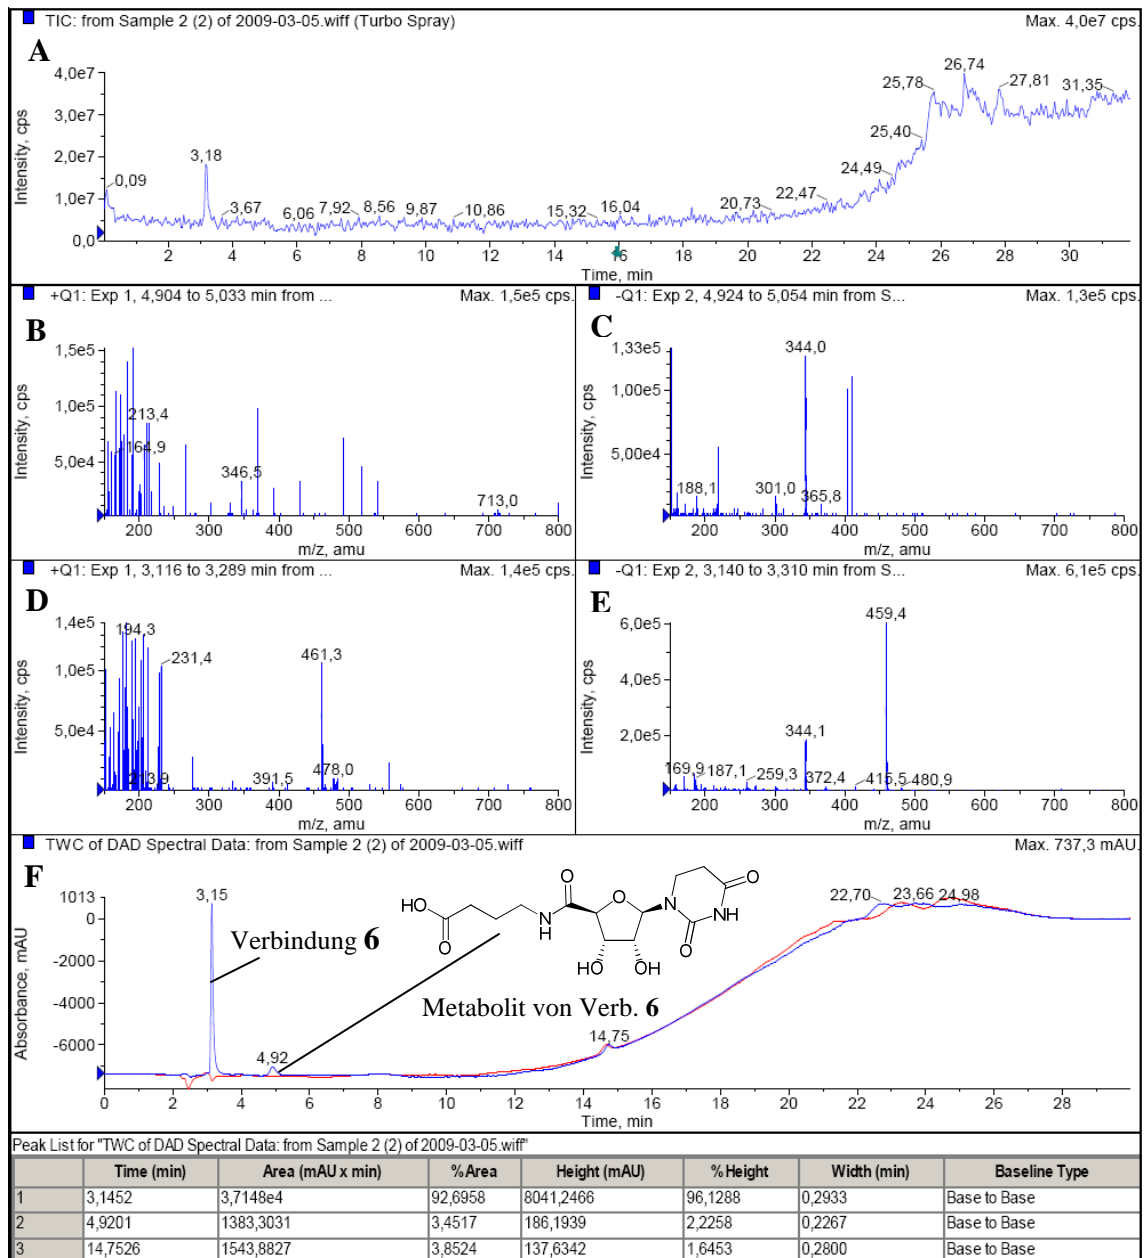 TIC: from Sample 2 (2) of 2009-03-05.wiff (Turbo Spray) Max. 4,0e7 cps.
A
Intensity, cps
4,0e7
3,0e7
2,0e7
1,0e7
0,0
0,09
3,18
3,67
6,06
7,92
8,56
9,87
10,86
15,32
16,04
20,73
22,47
24,49
25,40
25,78
26,74
27,81
31,35
2 4 6 8 10 12 14 16 18 20 22 24 26 28 30
Time, min
+Q1: Exp 1, 4,904 to 5,033 min from ... Max. 1,5e5 cps.
B
Intensity, cps
1,5e5
1,0e5
5,0e4
213,4
164,9
346,5
713,0
200 300 400 500 600 700 800
m/z, amu
-Q1: Exp 2, 4,924 to 5,054 min from S... Max. 1,3e5 cps.
C
Intensity, cps
1,33e5
1,00e5
5,00e4
344,0
188,1
301,0
365,8
200 300 400 500 600 700 800
m/z, amu
+Q1: Exp 1, 3,116 to 3,289 min from ... Max. 1,4e5 cps.
D
Intensity, cps
1,4e5
1,0e5
5,0e4
194,3
231,4
461,3
213,9
391,5
478,0
200 300 400 500 600 700 800
m/z, amu
-Q1: Exp 2, 3,140 to 3,310 min from S... Max. 6,1e5 cps.
E
Intensity, cps
6,0e5
4,0e5
2,0e5
459,4
344,1
169,9
187,1
259,3
372,4
415,5
480,9
200 300 400 500 600 700 800
m/z, amu
TWC of DAD Spectral Data: from Sample 2 (2) of 2009-03-05.wiff Max. 737,3 mAU.
F
Absorbance, mAU
1013
0
-2000
-4000
-6000
3,15
4,92
14,75
22,70
23,66
24,98
HO
O
O
N
H
O
N
O
NH
O
HO
OH
Verbindung 6
Metabolit von Verb. 6
0 2 4 6 8 10 12 14 16 18 20 22 24 26 28
Time, min
Peak List for "TWC of DAD Spectral Data: from Sample 2 (2) of 2009-03-05.wiff"
Time (min) Area (mAU x min) %Area Height (mAU) %Height Width (min) Baseline Type
1 3,1452 3,7148e4 92,6958 8041,2466 96,1288 0,2933 Base to Base
2 4,9201 1383,3031 3,4517 186,1939 2,2258 0,2267 Base to Base
3 14,7526 1543,8827 3,8524 137,6342 1,6453 0,2800 Base to Base